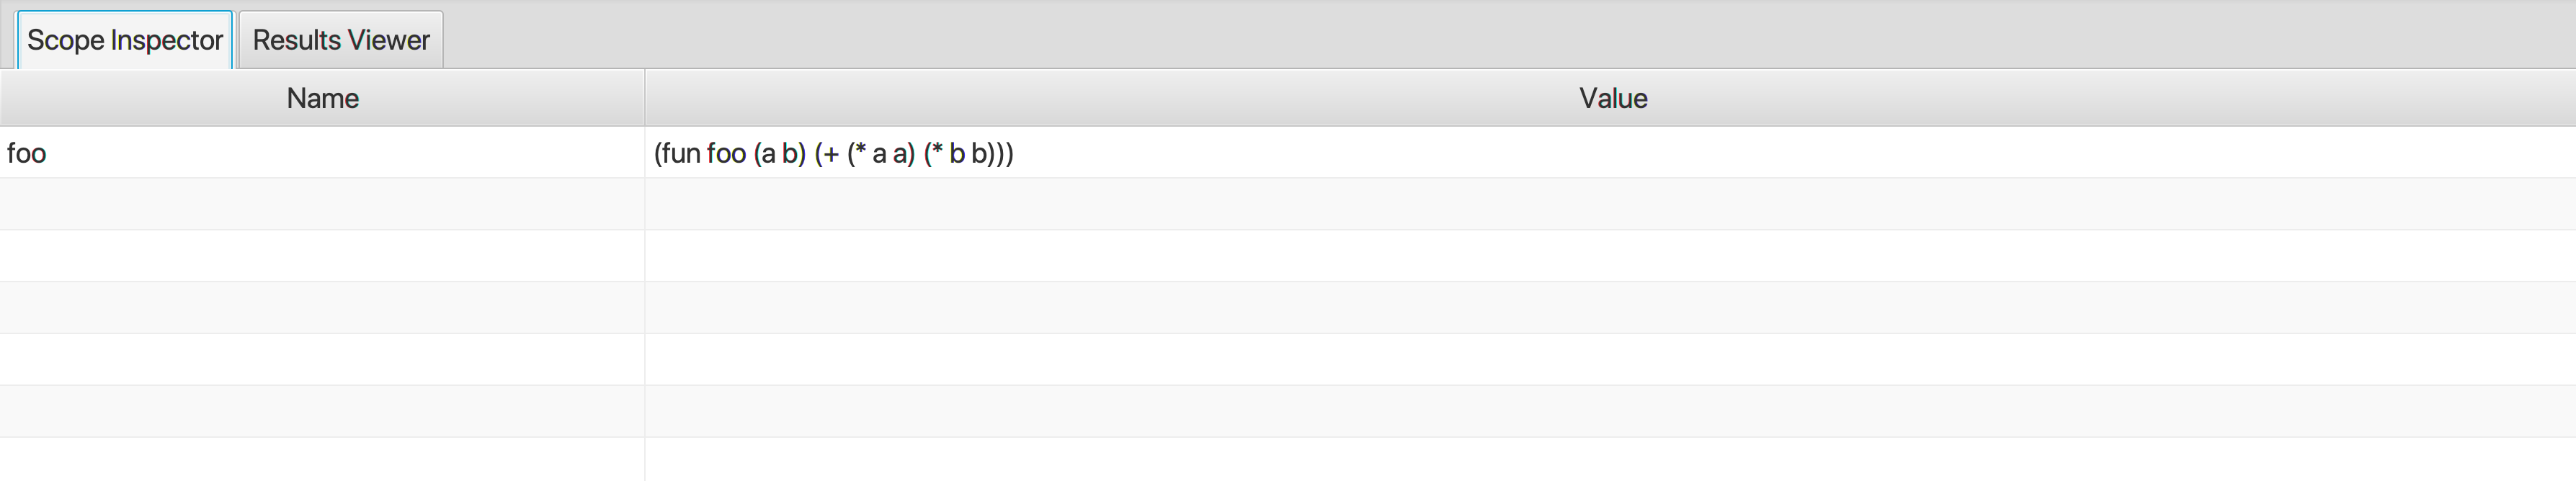 Scope Inspector Results Viewer
Name Value
foo (fun foo (a b) (+ (* a a) (* b b)))